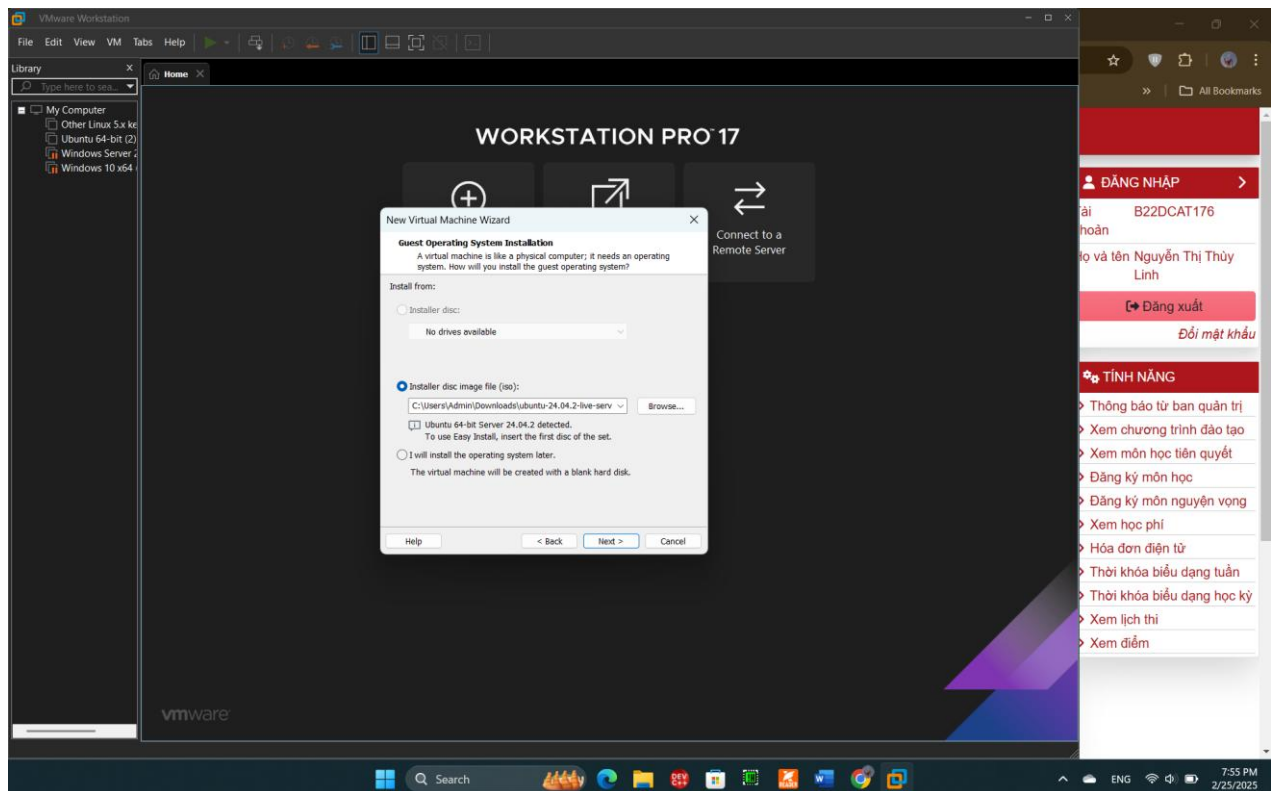 VMware Workstation
File Edit View VM Tabs Help
Library X
Type here to sea...
My Computer
Other Linux 5.x ke
Ubuntu 64-bit (2)
Windows Server 2
Windows 10 x64
Home
WORKSTATION PRO™ 17
Connect to a
Remote Server
New Virtual Machine Wizard
Guest Operating System Installation
A virtual machine is like a physical computer; it needs an operating
system. How will you install the guest operating system?
Install from:
Installer disc:
No drives available
Installer disc image file (iso):
C:\Users\Admin\Downloads\ubuntu-24.04.2-live-serv
Browse...
Ubuntu 64-bit Server 24.04.2 detected.
To use Easy Install, insert the first disc of the set.
I will install the operating system later.
The virtual machine will be created with a blank hard disk.
Help < Back Next > Cancel
vmware
All Bookmarks
ĐĂNG NHẬP
ài B22DCAT176
hoản
ọ và tên Nguyễn Thị Thùy
Linh
Đăng xuất
Đổi mật khẩu
TÍNH NĂNG
Thông báo từ ban quản trị
Xem chương trình đào tạo
Xem môn học tiên quyết
Đăng ký môn học
Đăng ký môn nguyện vọng
Xem học phí
Hóa đơn điện tử
Thời khóa biểu dạng tuần
Thời khóa biểu dạng học kỳ
Xem lịch thi
Xem điểm
Search
DEV
C++
ENG
7:55 PM
2/25/2025